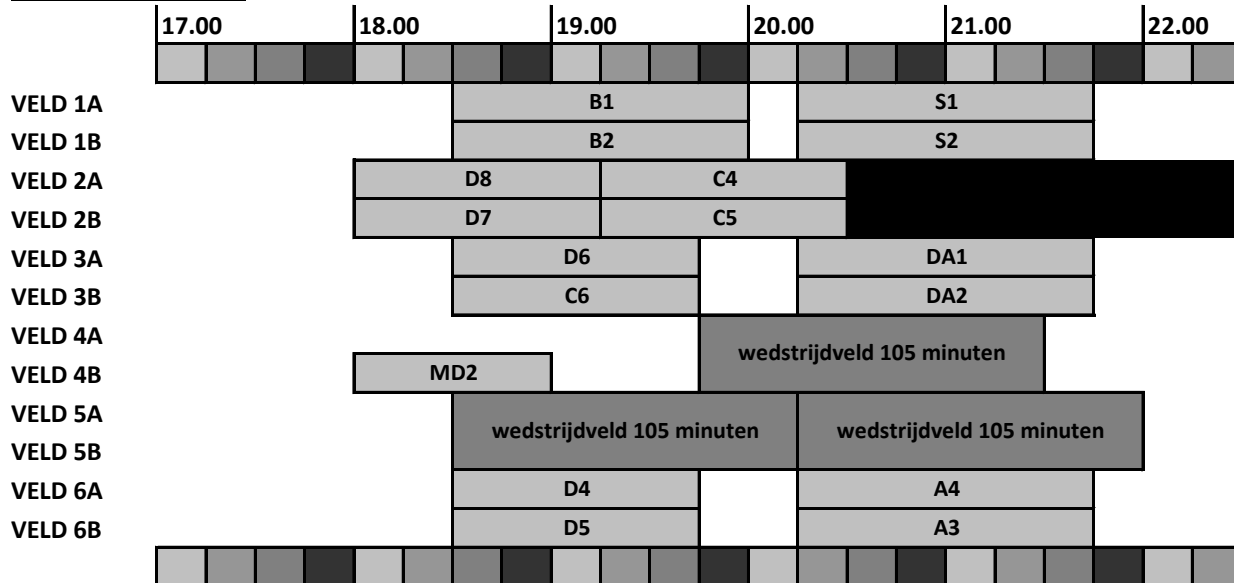 17.00 18.00 19.00 20.00 21.00 22.00
VELD 1A B1 S1
VELD 1B B2 S2
VELD 2A D8 C4
VELD 2B D7 C5
VELD 3A D6 DA1
VELD 3B C6 DA2
VELD 4A
wedstrijdveld 105 minuten
VELD 4B MD2
VELD 5A
wedstrijdveld 105 minuten wedstrijdveld 105 minuten
VELD 5B
VELD 6A D4 A4
VELD 6B D5 A3